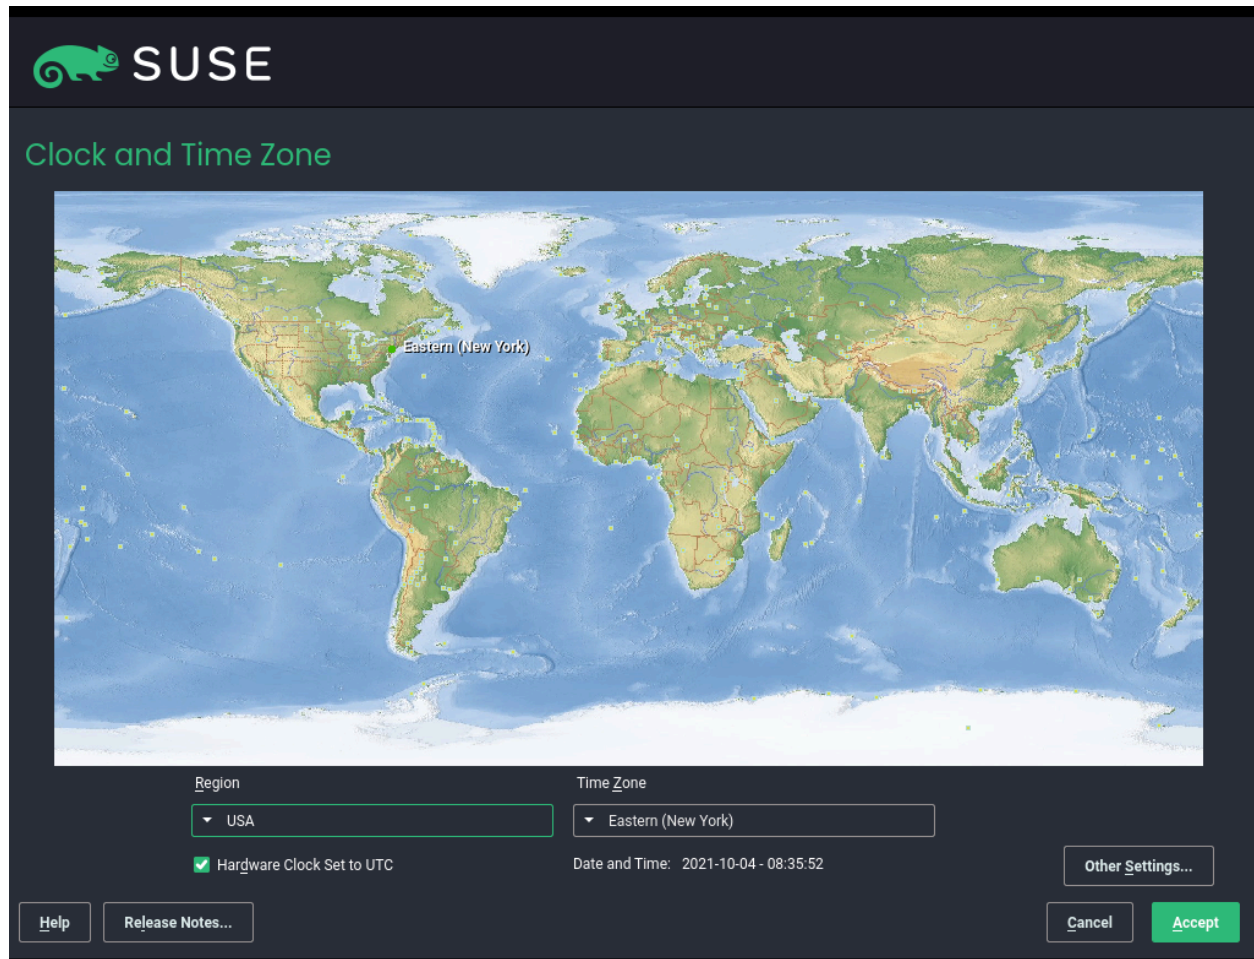 SUSE
Clock and Time Zone
Eastern (New York)
Region
Time Zone
USA
Eastern (New York)
Hardware Clock Set to UTC
Date and Time: 2021-10-04 - 08:35:52
Other Settings...
Help
Release Notes...
Cancel
Accept